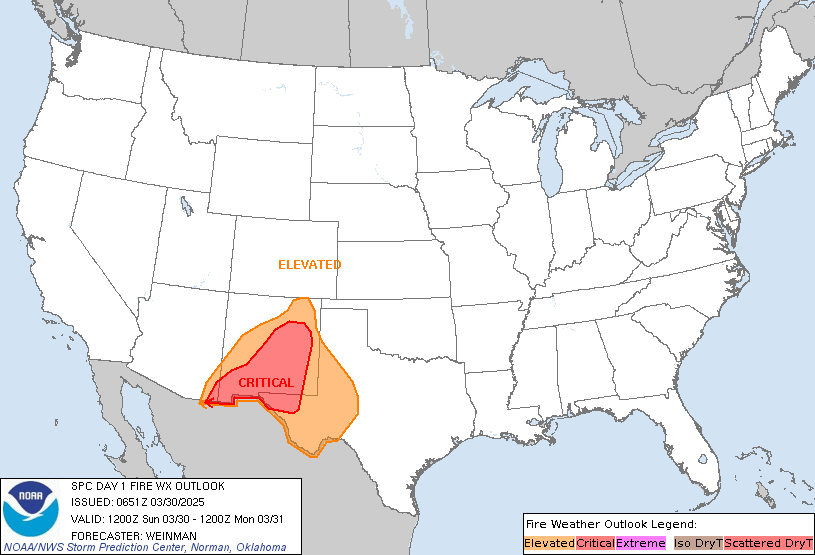 ELEVATED
CRITICAL
NOAA
SPC DAY 1 FIRE WX OUTLOOK
ISSUED: 0651Z 03/30/2025
VALID: 1200Z Sun 03/30 - 1200Z Mon 03/31
FORECASTER: WEINMAN
NOAA/NWS Storm Prediction Center, Norman, Oklahoma
Fire Weather Outlook Legend:
Elevated Critical Extreme Iso DryT Scattered DryT